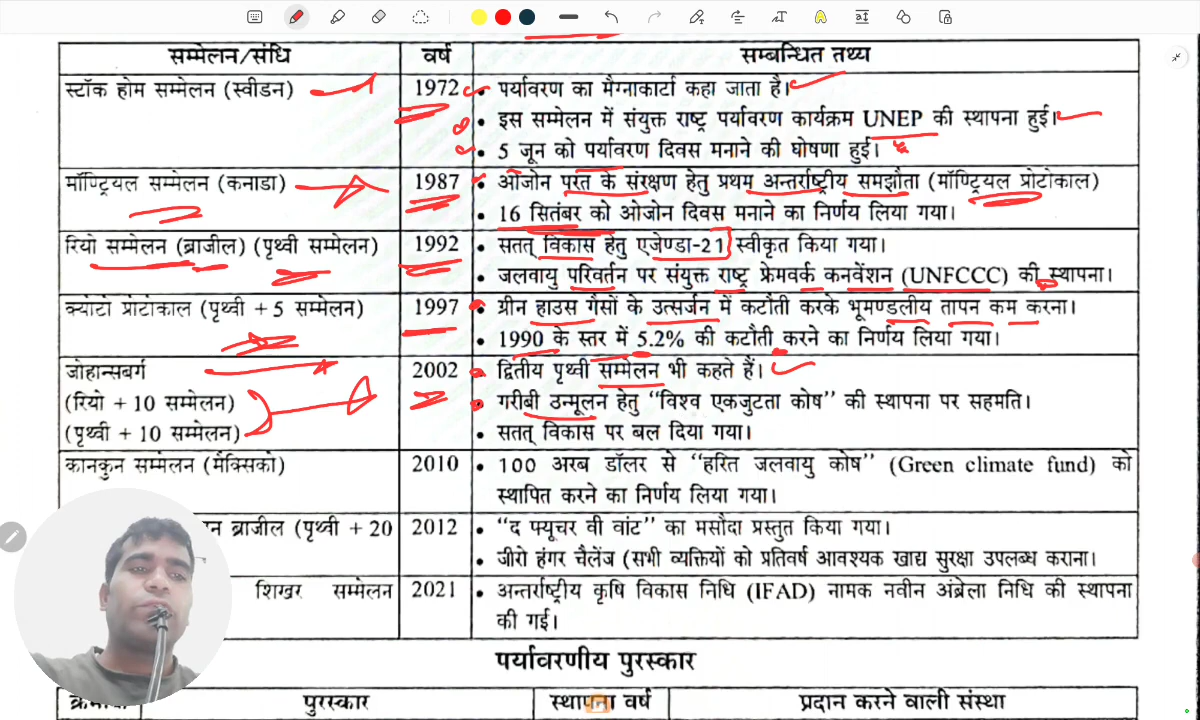 सम्मेलन/संधि वर्ष सम्बन्धित तथ्य
स्टॉक होम सम्मेलन (स्वीडन) 1972 • पर्यावरण का मैग्नाकार्टा कहा जाता है।
• इस सम्मेलन में संयुक्त राष्ट्र पर्यावरण कार्यक्रम UNEP की स्थापना हुई।
• 5 जून को पर्यावरण दिवस मनाने की घोषणा हुई।
मॉण्ट्रियल सम्मेलन (कनाडा) 1987 • ओजोन परत के संरक्षण हेतु प्रथम अन्तर्राष्ट्रीय समझौता (मॉण्ट्रियल प्रोटोकाल)
• 16 सितंबर को ओजोन दिवस मनाने का निर्णय लिया गया।
रियो सम्मेलन (ब्राजील) (पृथ्वी सम्मेलन) 1992 • सतत् विकास हेतु एजेण्डा-21 स्वीकृत किया गया।
• जलवायु परिवर्तन पर संयुक्त राष्ट्र फ्रेमवर्क कनवेंशन (UNFCCC) की स्थापना।
क्योटो प्रोटोकाल (पृथ्वी + 5 सम्मेलन) 1997 • ग्रीन हाउस गैसों के उत्सर्जन में कटौती करके भूमण्डलीय तापन कम करना।
• 1990 के स्तर में 5.2% की कटौती करने का निर्णय लिया गया।
जोहान्सबर्ग 2002 • द्वितीय पृथ्वी सम्मेलन भी कहते हैं।
(रियो + 10 सम्मेलन) • गरीबी उन्मूलन हेतु “विश्व एकजुटता कोष” की स्थापना पर सहमति।
(पृथ्वी + 10 सम्मेलन) • सतत् विकास पर बल दिया गया।
कानकुन सम्मेलन (मैक्सिको) 2010 • 100 अरब डॉलर से “हरित जलवायु कोष” (Green climate fund) को
स्थापित करने का निर्णय लिया गया।
ब्राजील (पृथ्वी + 20 2012 • “द फ्यूचर वी वांट” का मसौदा प्रस्तुत किया गया।
• जीरो हंगर चैलेंज (सभी व्यक्तियों को प्रतिवर्ष आवश्यक खाद्य सुरक्षा उपलब्ध कराना।
शिखर सम्मेलन 2021 • अन्तर्राष्ट्रीय कृषि विकास निधि (IFAD) नामक नवीन अंब्रेला निधि की स्थापना
की गई।
पर्यावरणीय पुरस्कार
पुरस्कार स्थापना वर्ष प्रदान करने वाली संस्था